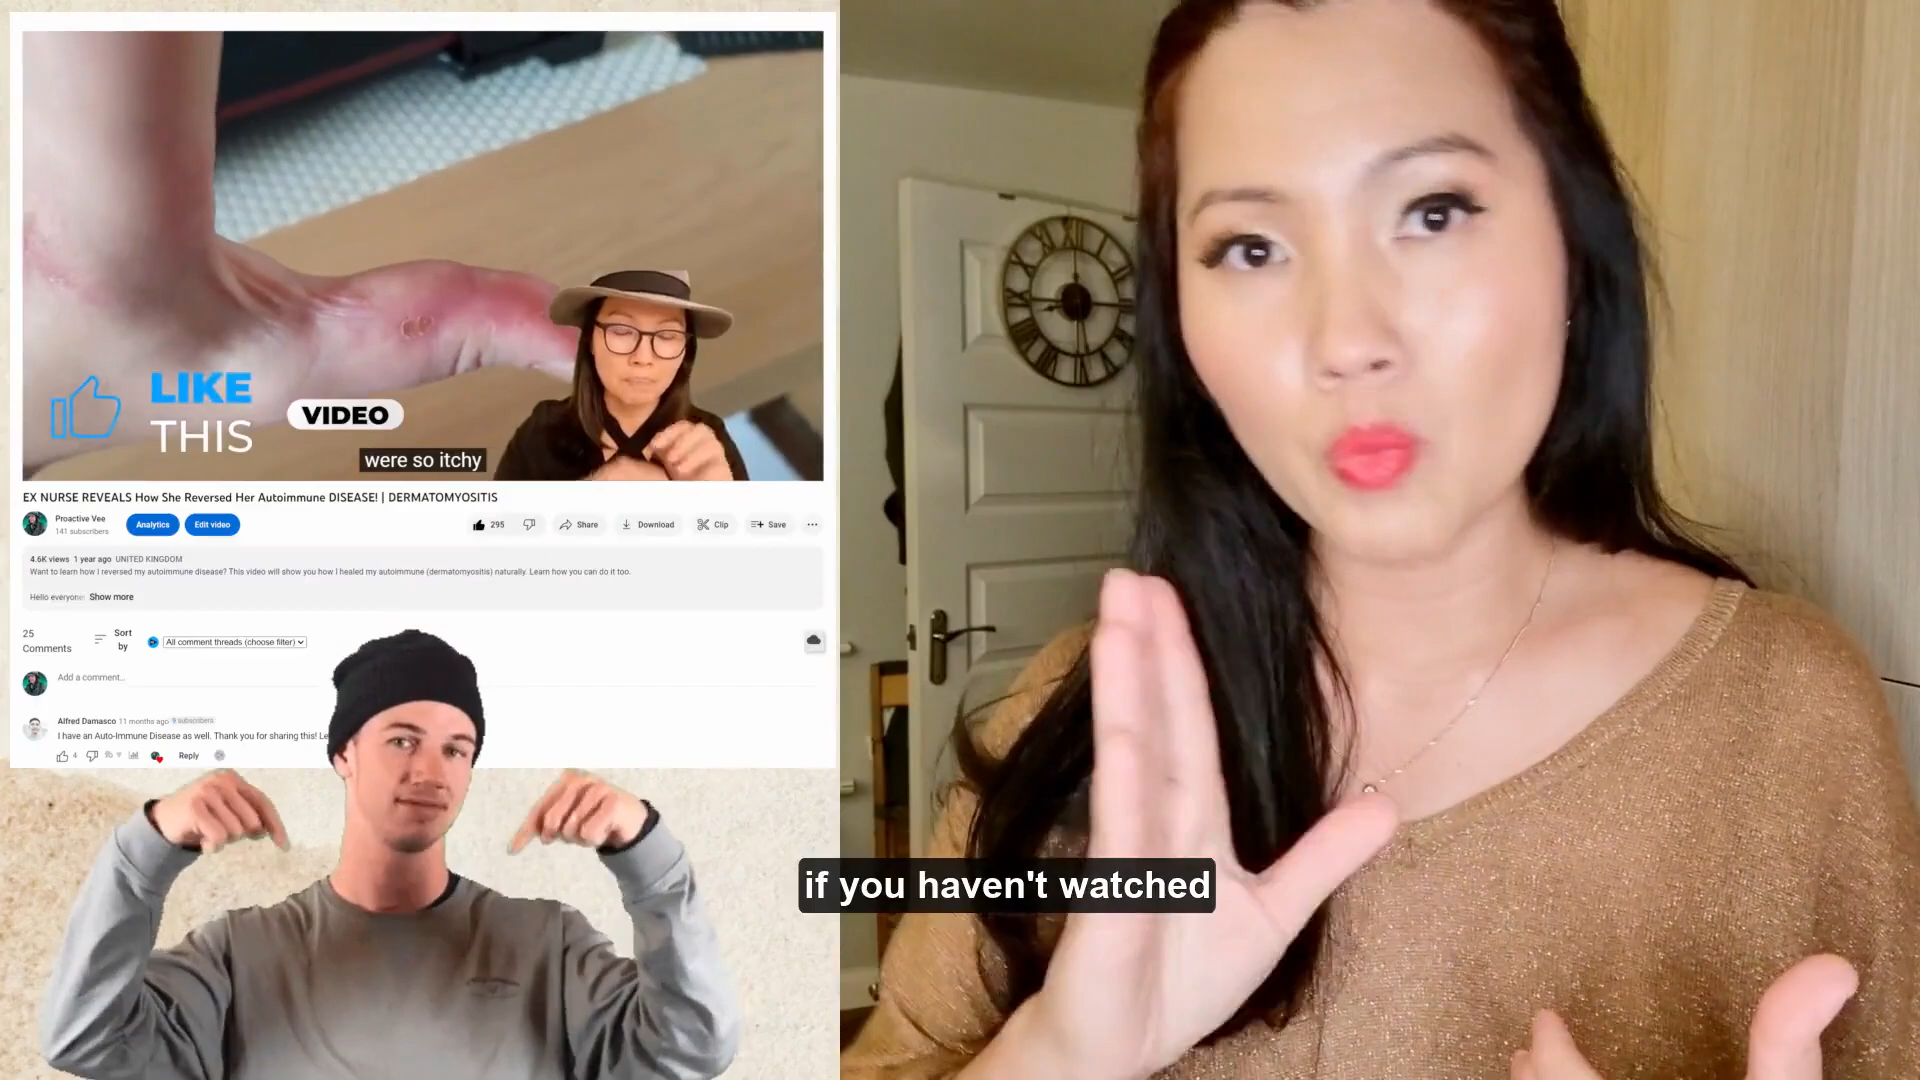 LIKE
THIS
VIDEO
were so itchy
EX NURSE REVEALS How She Reversed Her Autoimmune DISEASE! | DERMATOMYOSITIS
Proactive Vee
141 subscribers
Analytics
Edit video
295
Share
Download
Clip
Save
4.6K views 1 year ago UNITED KINGDOM
Want to learn how I reversed my autoimmune disease? This video will show you how I healed my autoimmune (dermatomyositis) naturally. Learn how you can do it too.
Hello everyone
Show more
25
Comments
Sort
by
All comment threads (choose filter)
Add a comment...
Alfred Damasco 11 months ago 9 subscribers
I have an Auto-Immune Disease as well. Thank you for sharing this! Le
4
Reply
if you haven't watched